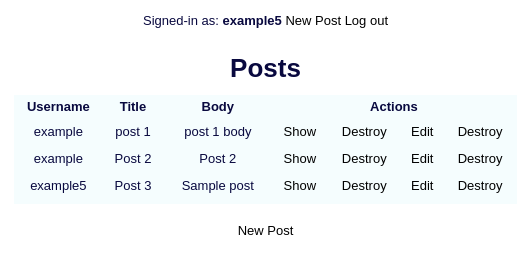 Signed-in as: example5 New Post Log out
Posts
Username Title Body Actions
example post 1 post 1 body Show Destroy Edit Destroy
example Post 2 Post 2 Show Destroy Edit Destroy
example5 Post 3 Sample post Show Destroy Edit Destroy
New Post